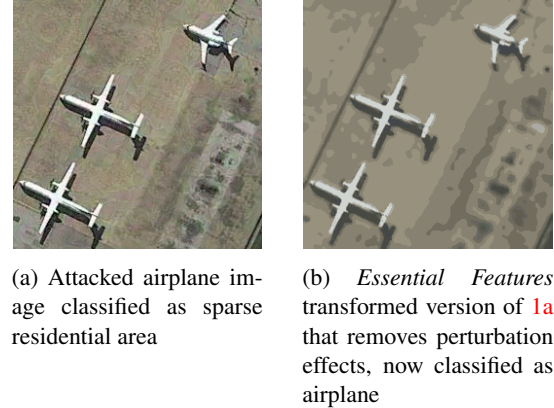 (a) Attacked airplane im-
age classified as sparse
residential area
(b) Essential Features
transformed version of 1a
that removes perturbation
effects, now classified as
airplane